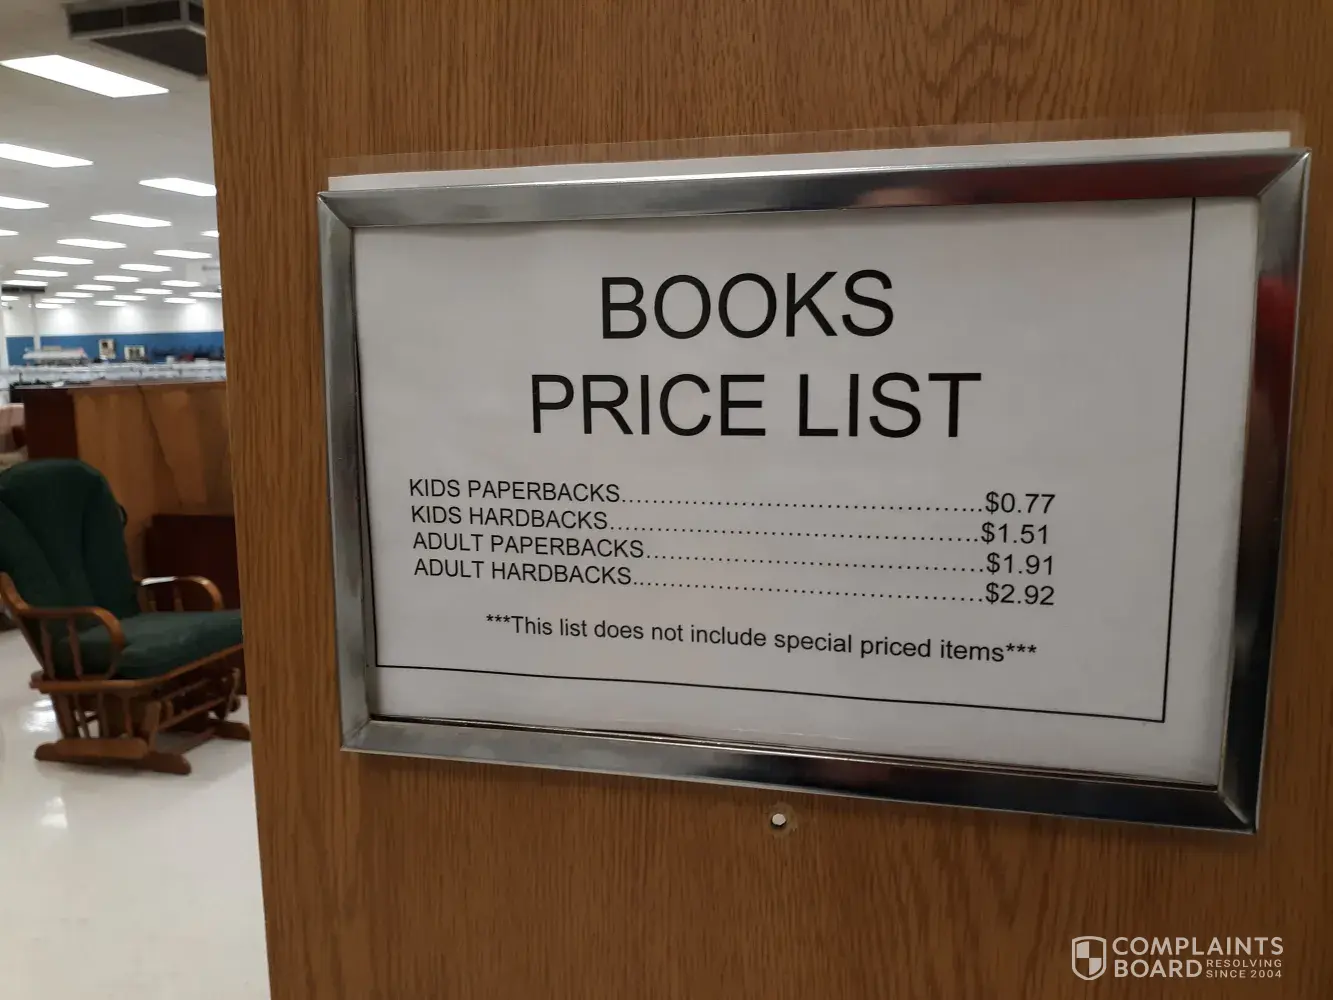 BOOKS
PRICE LIST
KIDS PAPERBACKS................................................$0.77
KIDS HARDBACKS.................................................$1.51
ADULT PAPERBACKS.............................................$1.91
ADULT HARDBACKS...............................................$2.92
***This list does not include special priced items***
COMPLAINTS
BOARD RESOLVING
SINCE 2004